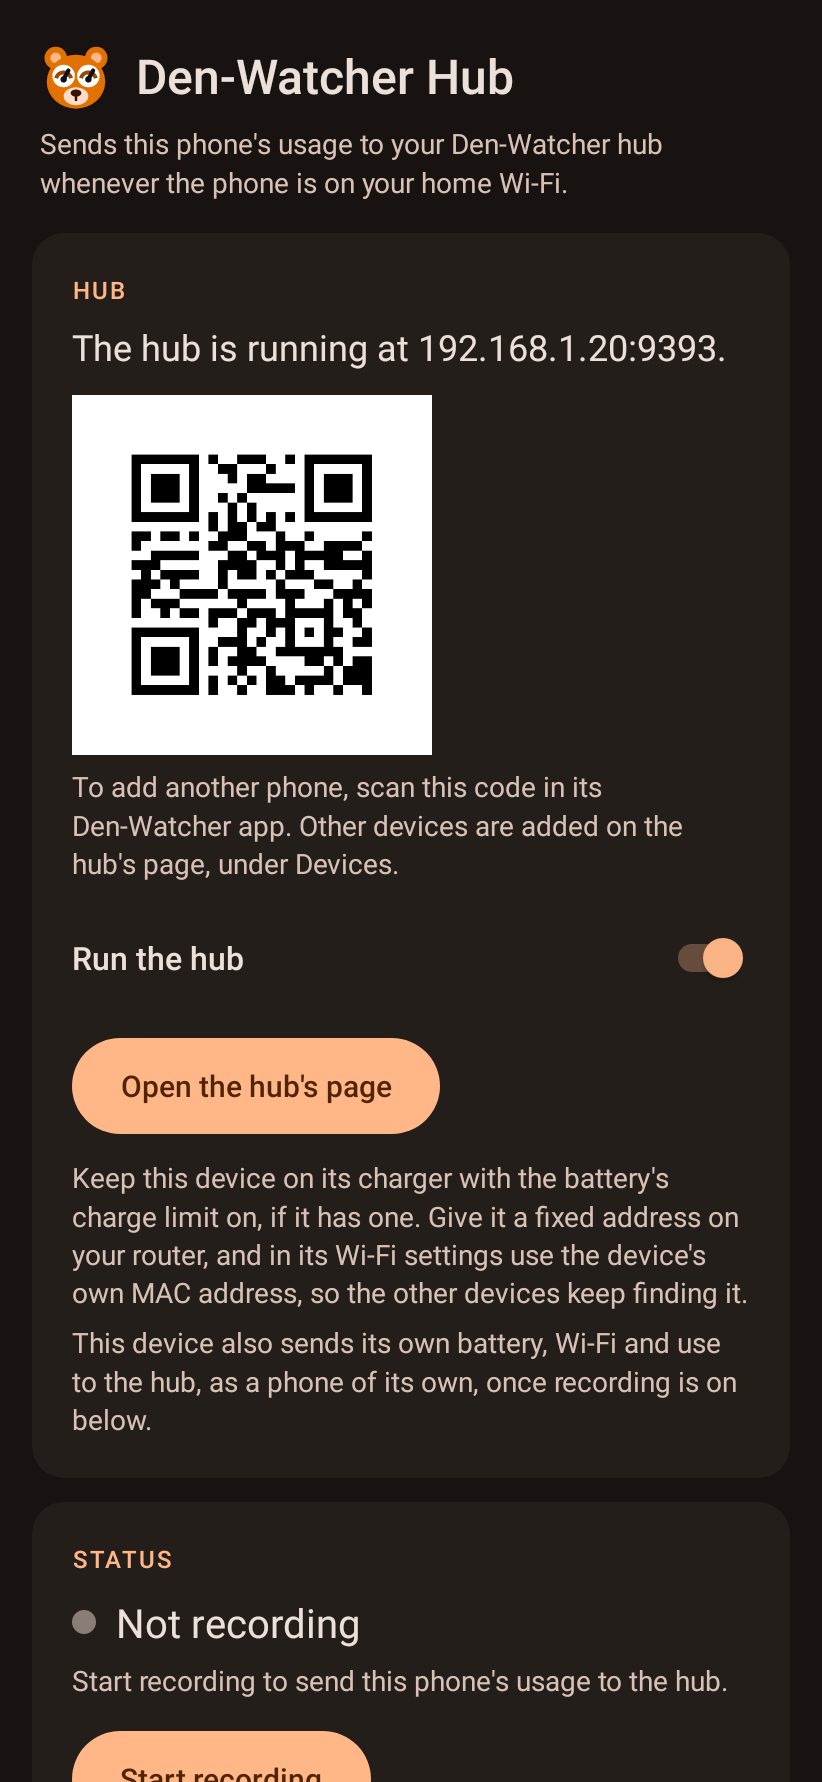 Den-Watcher Hub
Sends this phone's usage to your Den-Watcher hub
whenever the phone is on your home Wi-Fi.
HUB
The hub is running at 192.168.1.20:9393.
To add another phone, scan this code in its
Den-Watcher app. Other devices are added on the
hub's page, under Devices.
Run the hub
Open the hub's page
Keep this device on its charger with the battery's
charge limit on, if it has one. Give it a fixed address on
your router, and in its Wi-Fi settings use the device's
own MAC address, so the other devices keep finding it.
This device also sends its own battery, Wi-Fi and use
to the hub, as a phone of its own, once recording is on
below.
STATUS
Not recording
Start recording to send this phone's usage to the hub.
Start recording